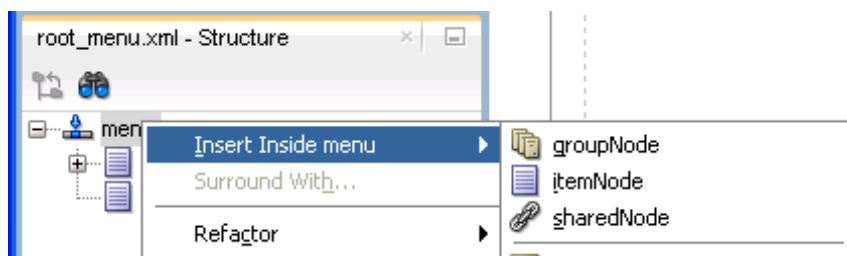 root_menu.xml - Structure
men
Insert Inside menu
Surround With...
Refactor
groupNode
itemNode
sharedNode